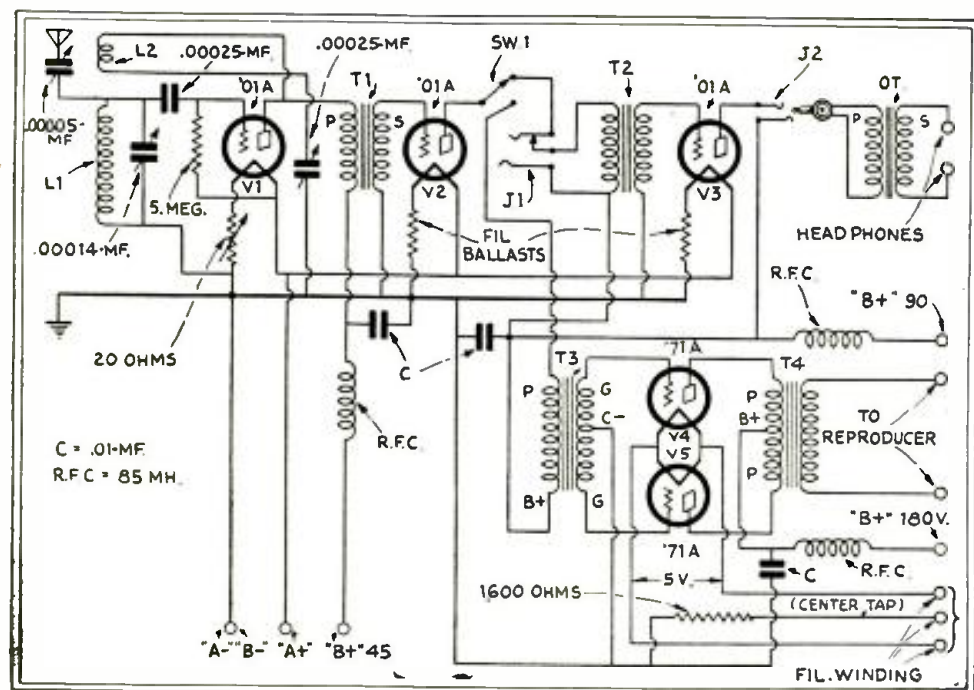 L2
.00025-MF.
.00025-MF.
SW.1
J2
'01A
T1
'01A
T2
'01A
OT
P
S
P
S
.00005-
MF
L1
V1
V2
J1
V3
5. MEG.
.00014-MF.
FIL
BALLASTS
HEAD PHONES
R.F.C.
"B+" 90
20 OHMS
C
'71A
T3
T4
P
G
C-
P
B+
V4
V5
TO
REPRODUCER
R.F.C.
C = .01-MF.
R.F.C = 85 MH.
B+
G
P
"B+" 180V.
'71A
5 V.
C
R.F.C.
1600 OHMS
(CENTER TAP)
"A-" "B-" "A+" "B+" 45
FIL. WINDING